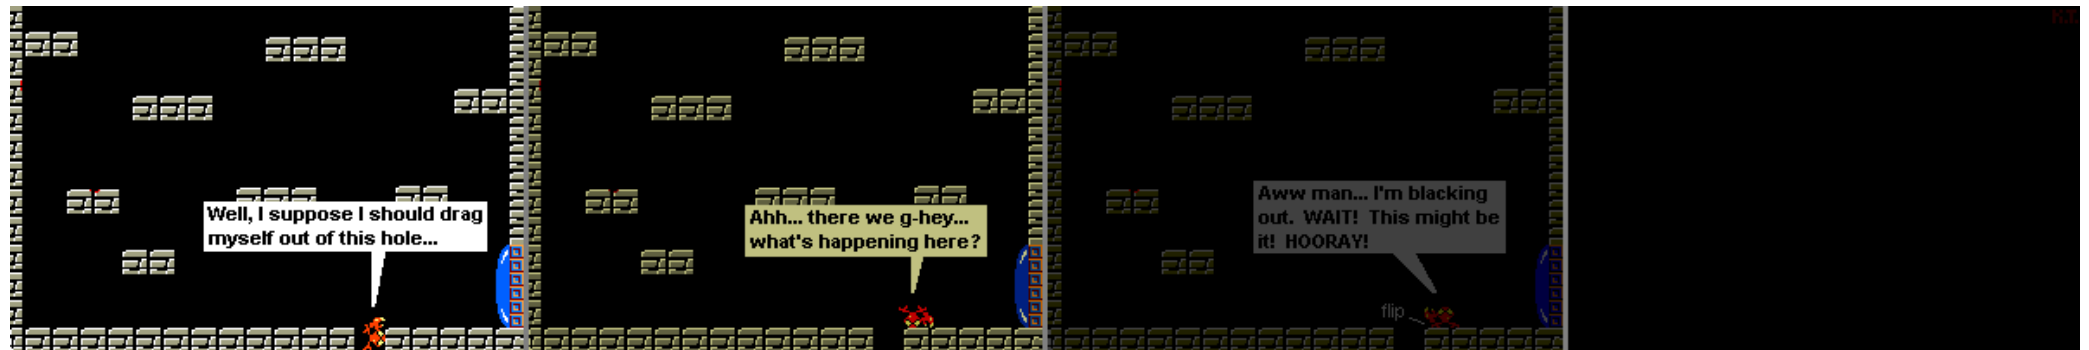 Well, I suppose I should drag
myself out of this hole...
Ahh... there we g-hey...
what's happening here?
Aww man... I'm blacking
out. WAIT! This might be
it! HOORAY!
flip